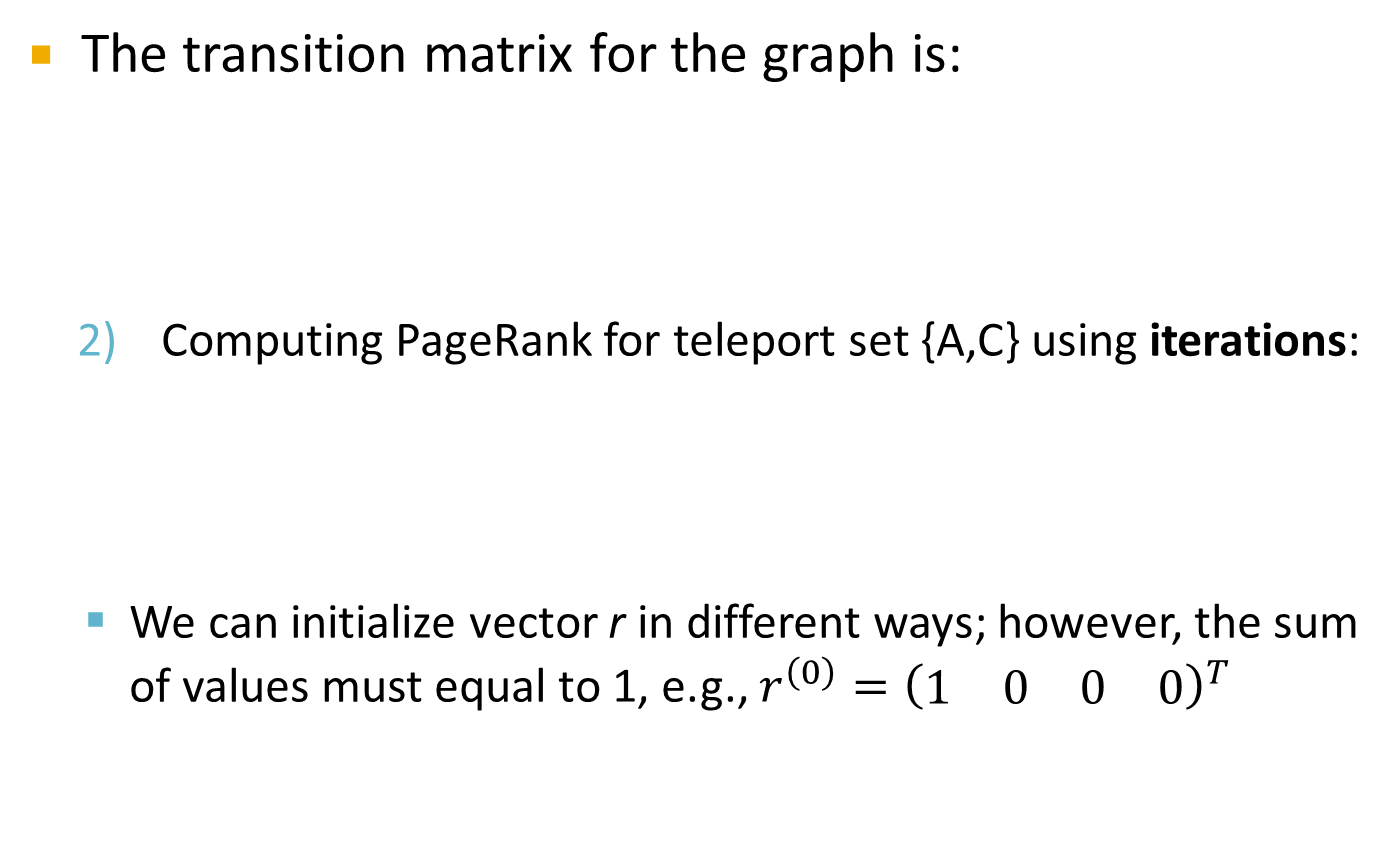 ▪ The transition matrix for the graph is:
2) Computing PageRank for teleport set {A,C} using iterations:
▪ We can initialize vector r in different ways; however, the sum
of values must equal to 1, e.g., r⁽⁰⁾ = (1 0 0 0)ᵀ